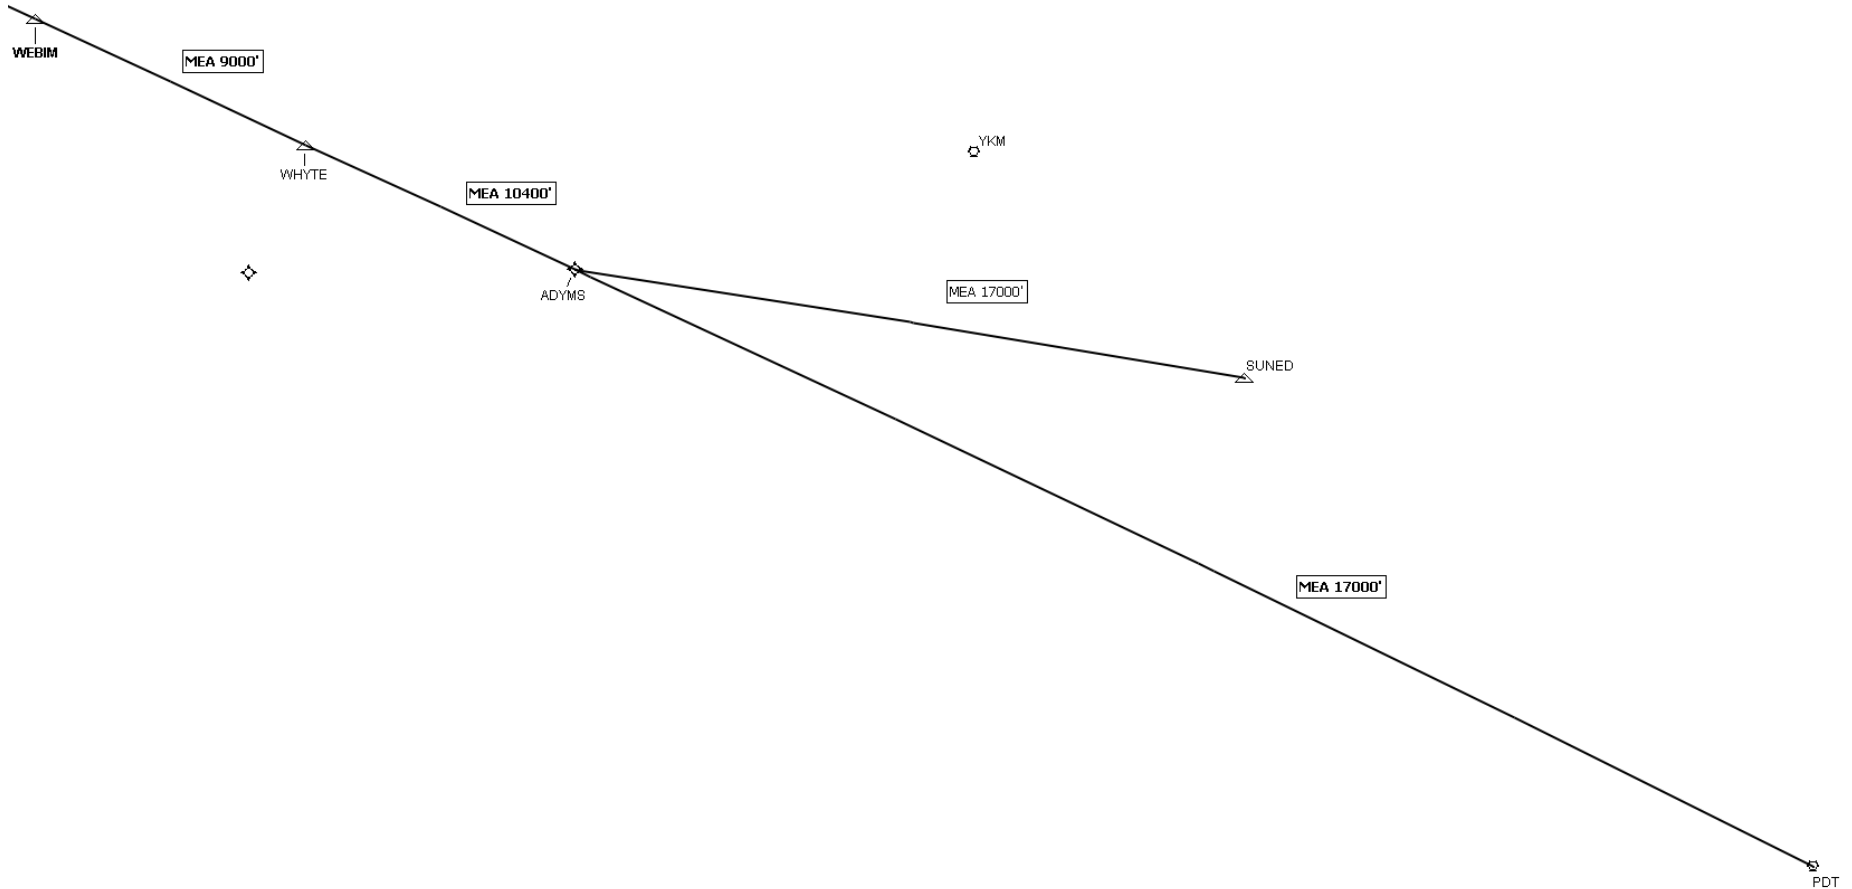 WEBIM
MEA 9000'
YKM
WHYTE
MEA 10400'
ADYMS
MEA 17000'
SUNED
MEA 17000'
PDT